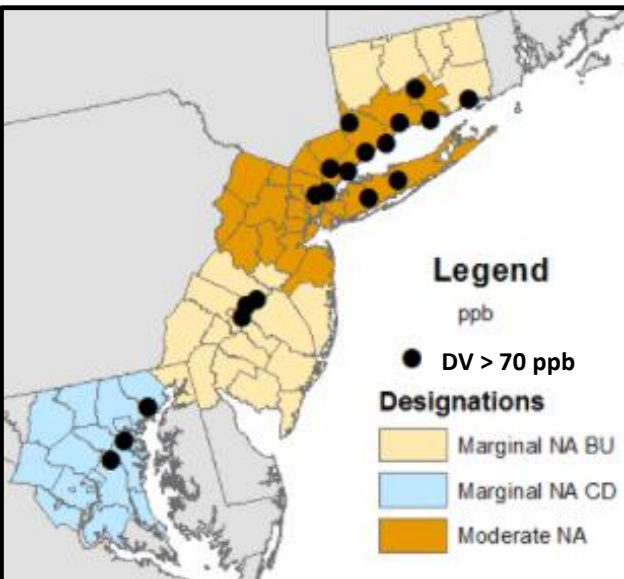 Legend
ppb
DV > 70 ppb
Designations
Marginal NA BU
Marginal NA CD
Moderate NA